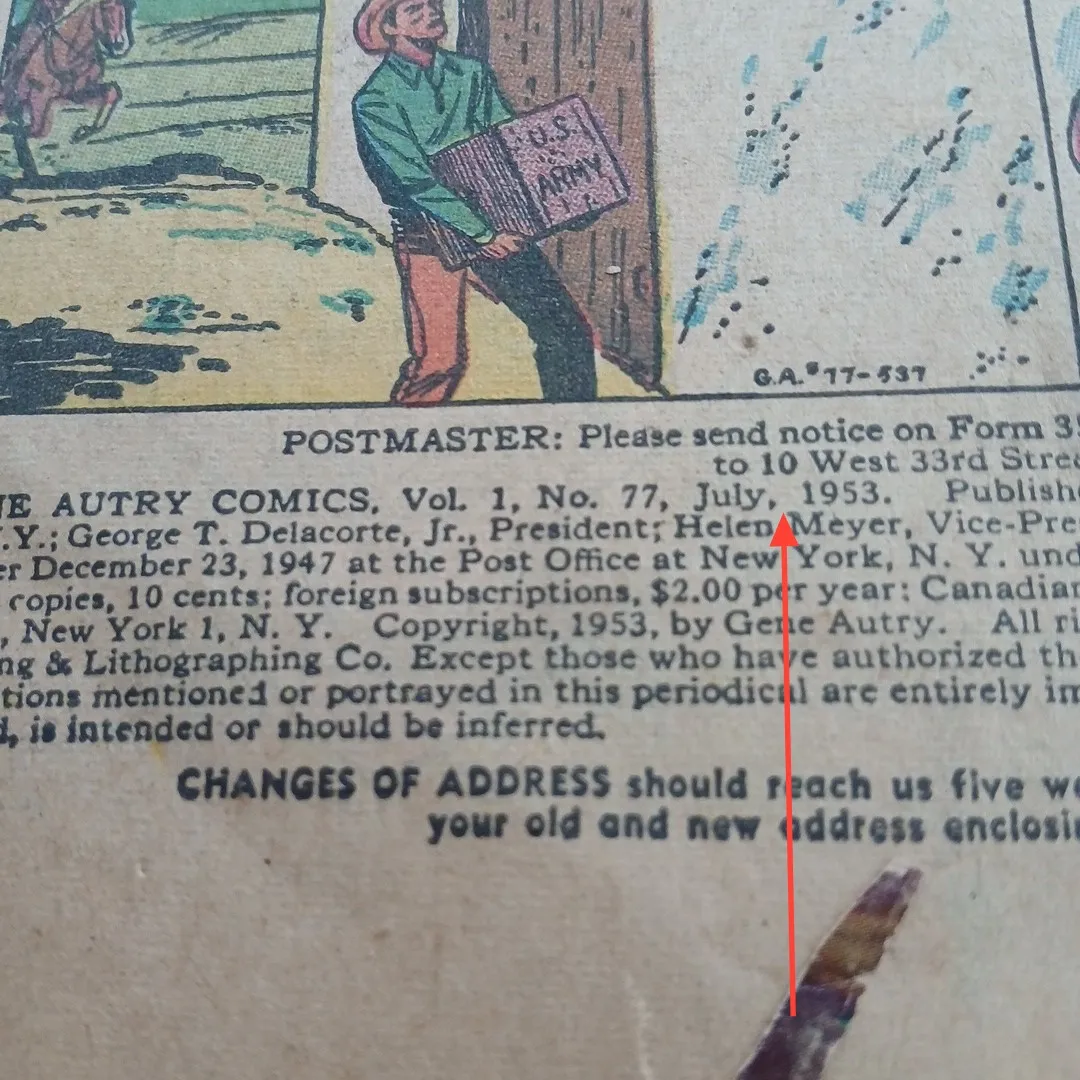 U.S.
ARMY
G.A.#77-537
POSTMASTER: Please send notice on Form
to 10 West 33rd
AUTRY COMICS, Vol. 1, No. 77, July, 1953.
N.Y.; George T. Delacorte, Jr., President; Helen Meyer,
December 23, 1947 at the Post Office at New York, N. Y.
copies, 10 cents; foreign subscriptions, $2.00 per year;
New York 1, N. Y. Copyright, 1953, by Gene Autry. All
& Lithographing Co. Except those who have authorized
mentioned or portrayed in this periodical are entirely
is intended or should be inferred.
CHANGES OF ADDRESS should reach us five
your old and new address